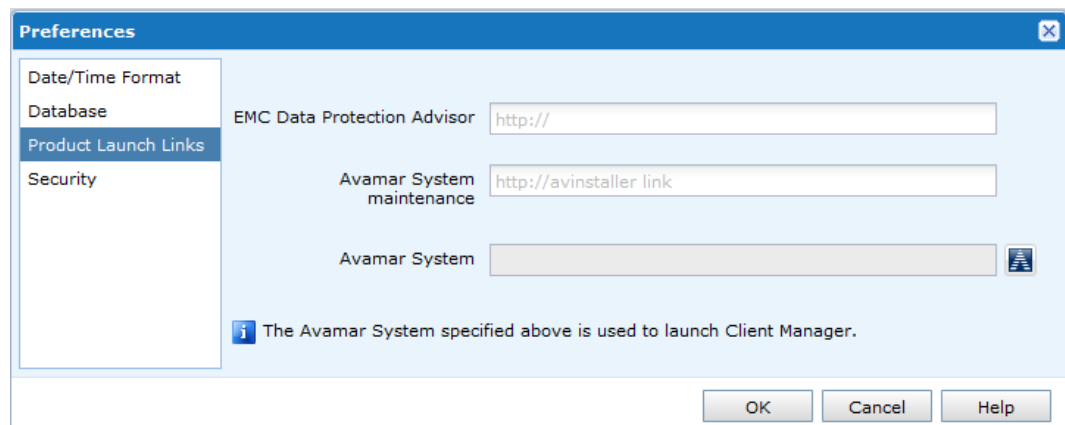 Preferences
Date/Time Format
Database
Product Launch Links
Security
EMC Data Protection Advisor
http://
Avamar System
maintenance
http://avinstaller link
Avamar System
The Avamar System specified above is used to launch Client Manager.
OK
Cancel
Help